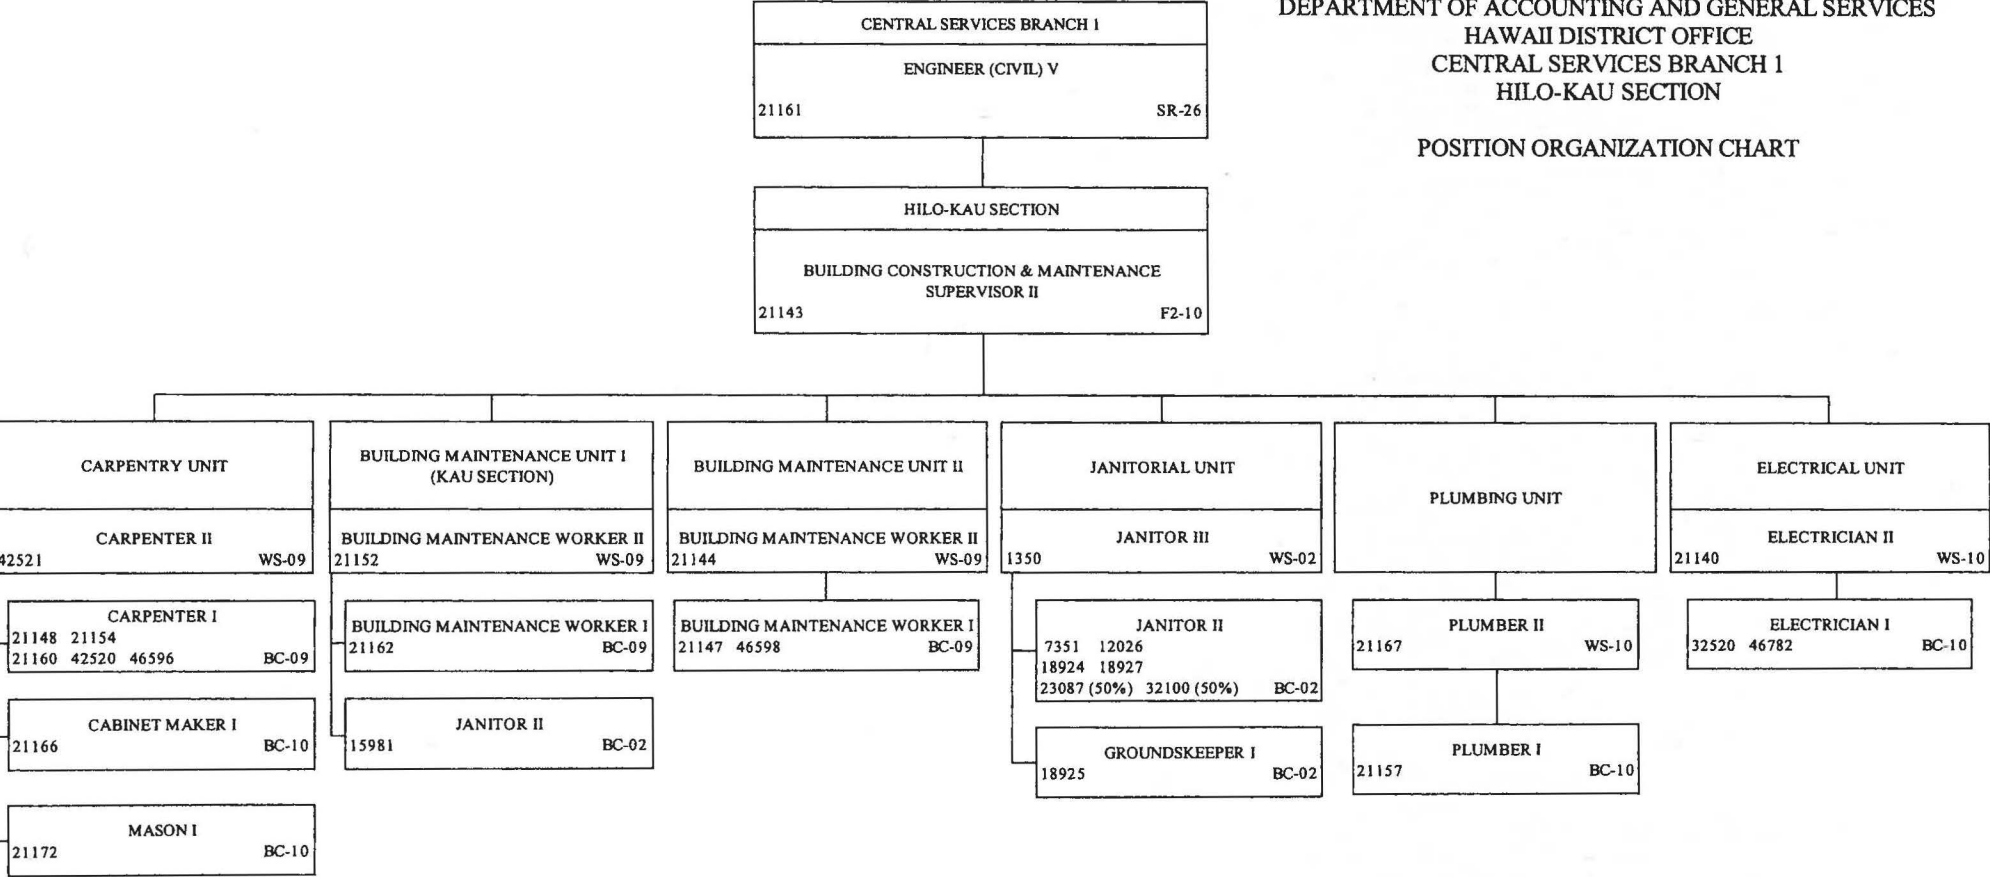 DEPARTMENT OF ACCOUNTING AND GENERAL SERVICES
HAWAII DISTRICT OFFICE
CENTRAL SERVICES BRANCH 1
HILO-KAU SECTION
POSITION ORGANIZATION CHART
CENTRAL SERVICES BRANCH 1
ENGINEER (CIVIL) V
21161 SR-26
HILO-KAU SECTION
BUILDING CONSTRUCTION & MAINTENANCE
SUPERVISOR II
21143 F2-10
CARPENTRY UNIT
CARPENTER II
42521 WS-09
CARPENTER I
21148 21154
21160 42520 46596 BC-09
CABINET MAKER I
21166 BC-10
MASON I
21172 BC-10
BUILDING MAINTENANCE UNIT I
(KAU SECTION)
BUILDING MAINTENANCE WORKER II
21152 WS-09
BUILDING MAINTENANCE WORKER I
21162 BC-09
JANITOR II
15981 BC-02
BUILDING MAINTENANCE UNIT II
BUILDING MAINTENANCE WORKER II
21144 WS-09
BUILDING MAINTENANCE WORKER I
21147 46598 BC-09
JANITORIAL UNIT
JANITOR III
1350 WS-02
JANITOR II
7351 12026
18924 18927
23087 (50%) 32100 (50%) BC-02
GROUNDSKEEPER I
18925 BC-02
PLUMBING UNIT
PLUMBER II
21167 WS-10
PLUMBER I
21157 BC-10
ELECTRICAL UNIT
ELECTRICIAN II
21140 WS-10
ELECTRICIAN I
32520 46782 BC-10